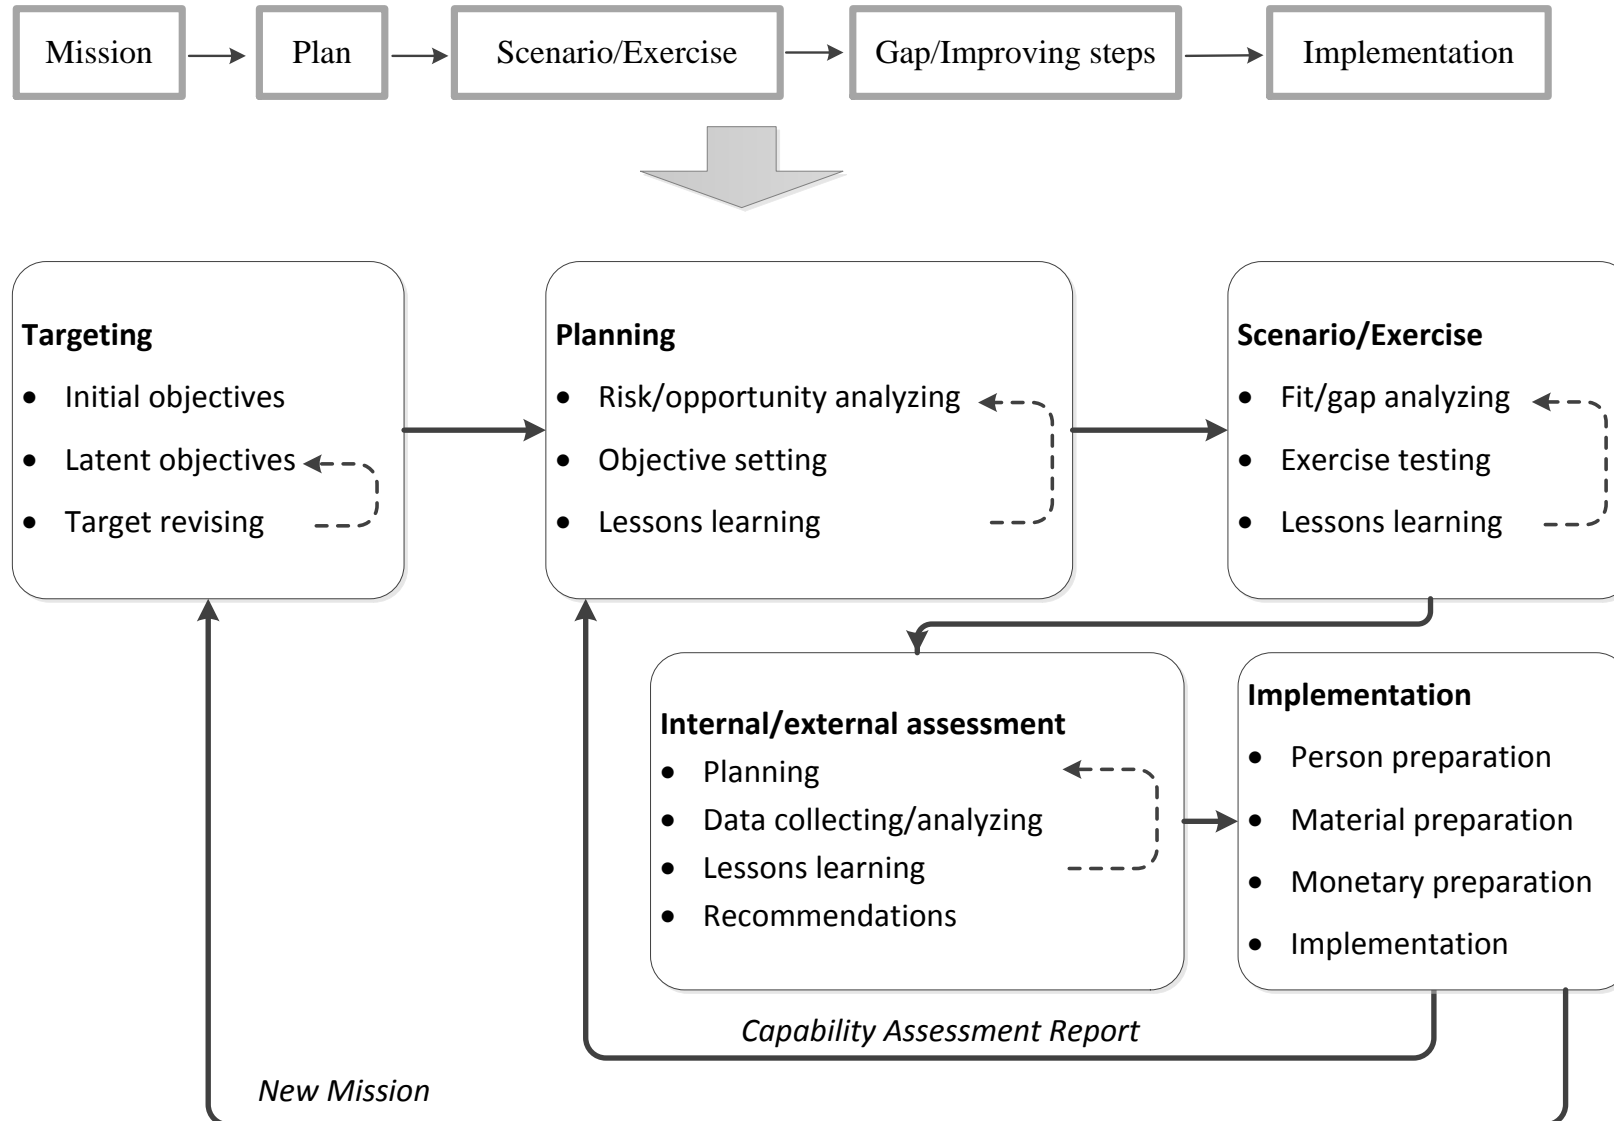 Mission
Plan
Scenario/Exercise
Gap/Improving steps
Implementation
Targeting
• Initial objectives
• Latent objectives
• Target revising
Planning
• Risk/opportunity analyzing
• Objective setting
• Lessons learning
Scenario/Exercise
• Fit/gap analyzing
• Exercise testing
• Lessons learning
Internal/external assessment
• Planning
• Data collecting/analyzing
• Lessons learning
• Recommendations
Implementation
• Person preparation
• Material preparation
• Monetary preparation
• Implementation
Capability Assessment Report
New Mission